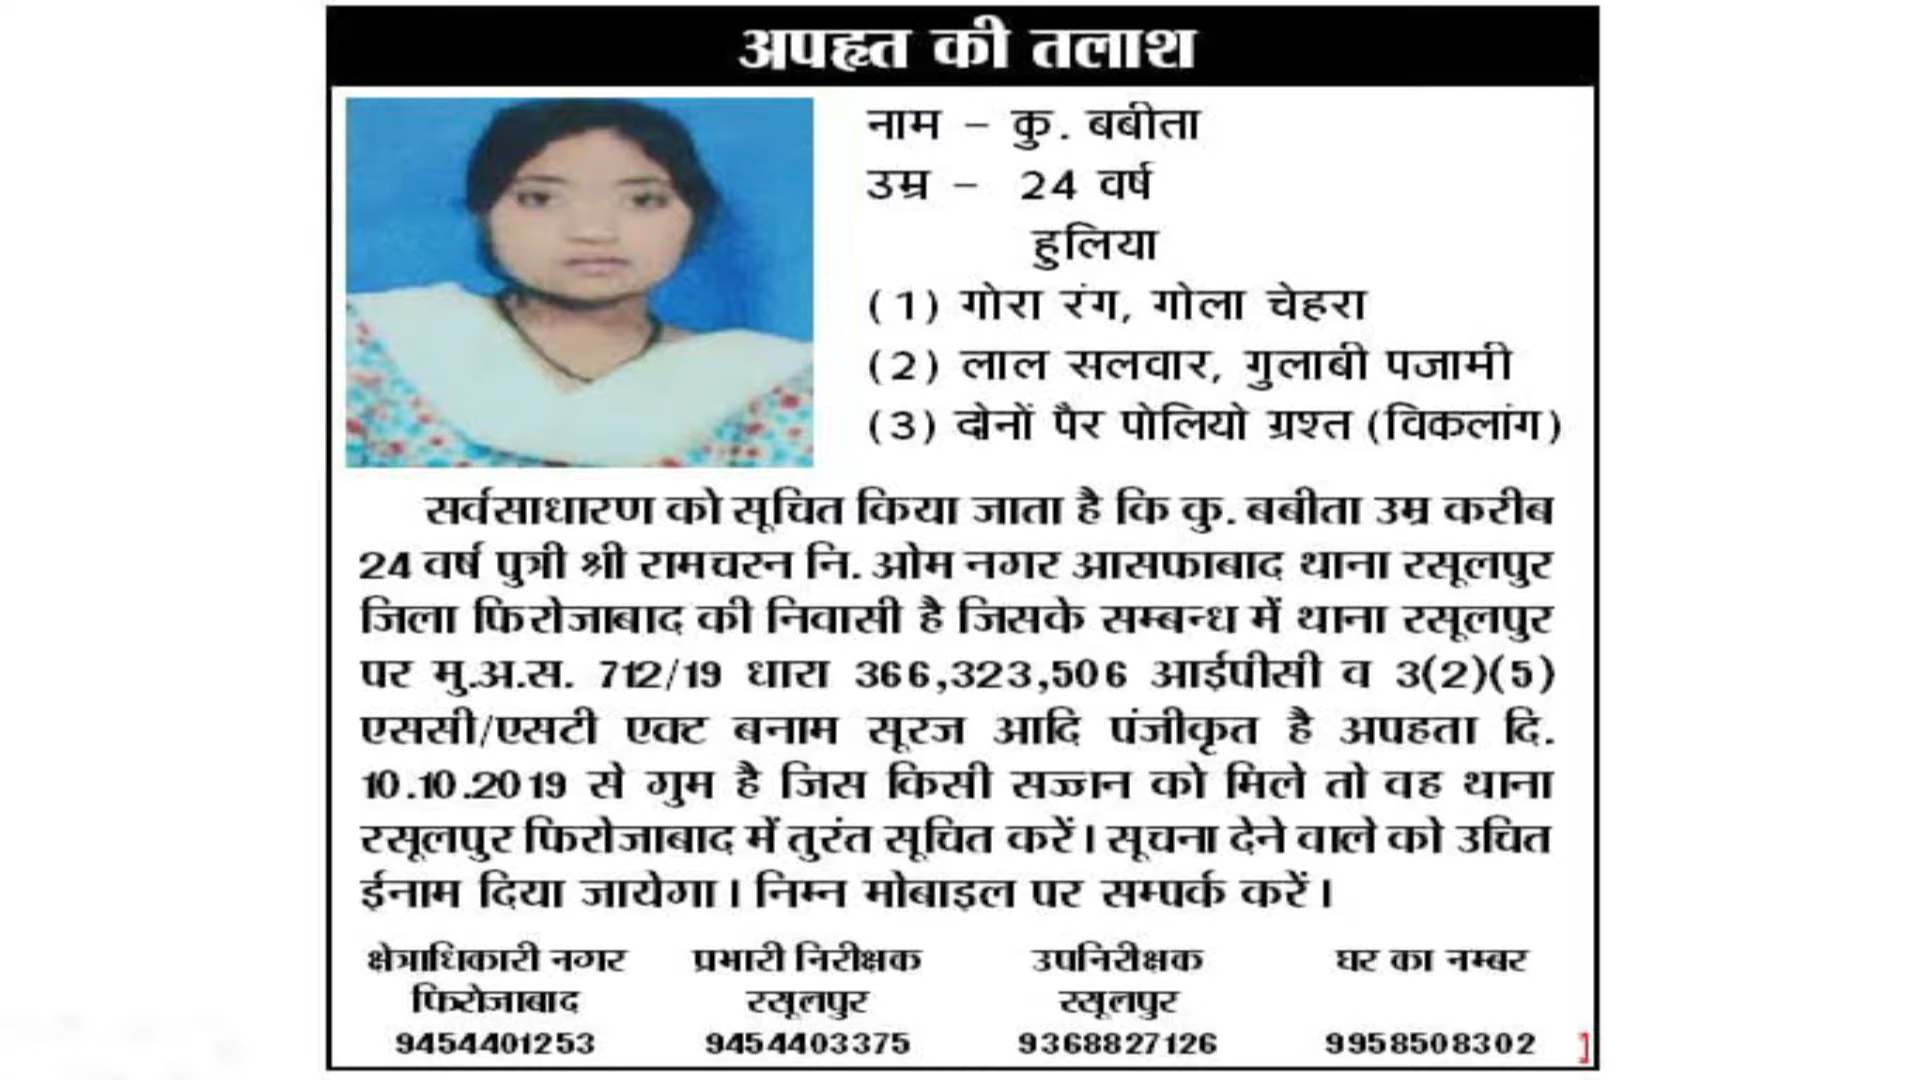 अपहृत की तलाश
नाम - कु. बबीता
उम्र - 24 वर्ष
हुलिया
(1) गोरा रंग, गोला चेहरा
(2) लाल सलवार, गुलाबी पजामी
(3) दोनों पैर पोलियो ग्रश्त (विकलांग)
सर्वसाधारण को सूचित किया जाता है कि कु. बबीता उम्र करीब
24 वर्ष पुत्री श्री रामचरन नि. ओम नगर आसफाबाद थाना रसूलपुर
जिला फिरोजाबाद की निवासी है जिसके सम्बन्ध में थाना रसूलपुर
पर मु.अ.स. 712/19 धारा 366,323,506 आईपीसी व 3(2)(5)
एससी/एसटी एक्ट बनाम सूरज आदि पंजीकृत है अपहता दि.
10.10.2019 से गुम है जिस किसी सज्जन को मिले तो वह थाना
रसूलपुर फिरोजाबाद में तुरंत सूचित करें। सूचना देने वाले को उचित
ईनाम दिया जायेगा। निम्न मोबाइल पर सम्पर्क करें।
क्षेत्राधिकारी नगर प्रभारी निरीक्षक उपनिरीक्षक घर का नम्बर
फिरोजाबाद रसूलपुर रसूलपुर
9454401253 9454403375 9368827126 9958508302 ]